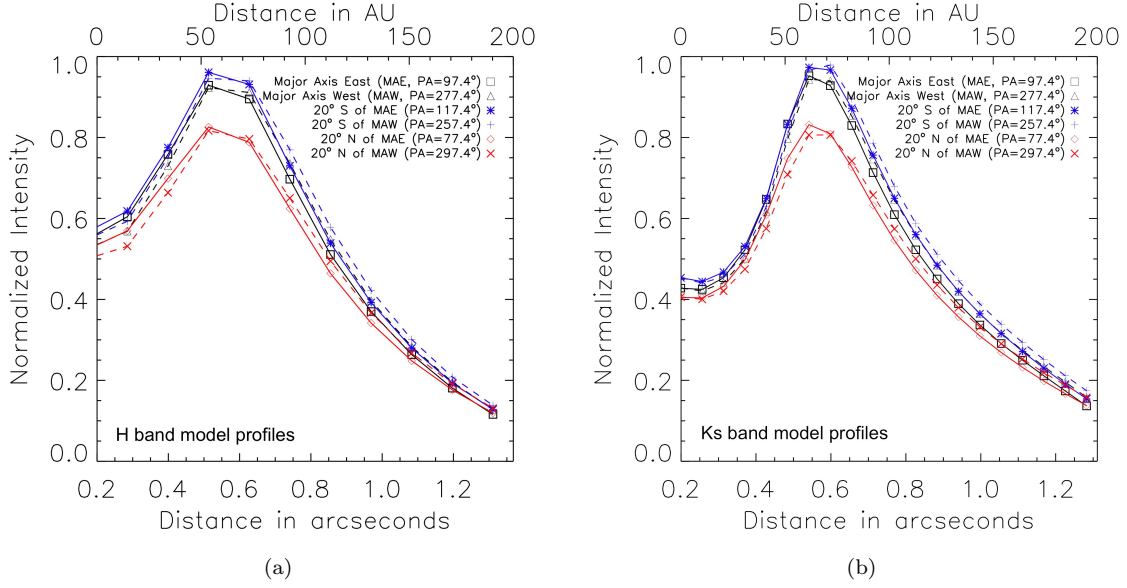 Distance in AU
0 50 100 150 200
1.0
0.8
0.6
0.4
0.2
0.0
Normalized Intensity
Major Axis East (MAE, PA=97.4°)
Major Axis West (MAW, PA=277.4°)
20° S of MAE (PA=117.4°)
20° S of MAW (PA=257.4°)
20° N of MAE (PA=77.4°)
20° N of MAW (PA=297.4°)
H band model profiles
0.2 0.4 0.6 0.8 1.0 1.2
Distance in arcseconds
(a)
Distance in AU
0 50 100 150 200
1.0
0.8
0.6
0.4
0.2
0.0
Normalized Intensity
Major Axis East (MAE, PA=97.4°)
Major Axis West (MAW, PA=277.4°)
20° S of MAE (PA=117.4°)
20° S of MAW (PA=257.4°)
20° N of MAE (PA=77.4°)
20° N of MAW (PA=297.4°)
Ks band model profiles
0.2 0.4 0.6 0.8 1.0 1.2
Distance in arcseconds
(b)